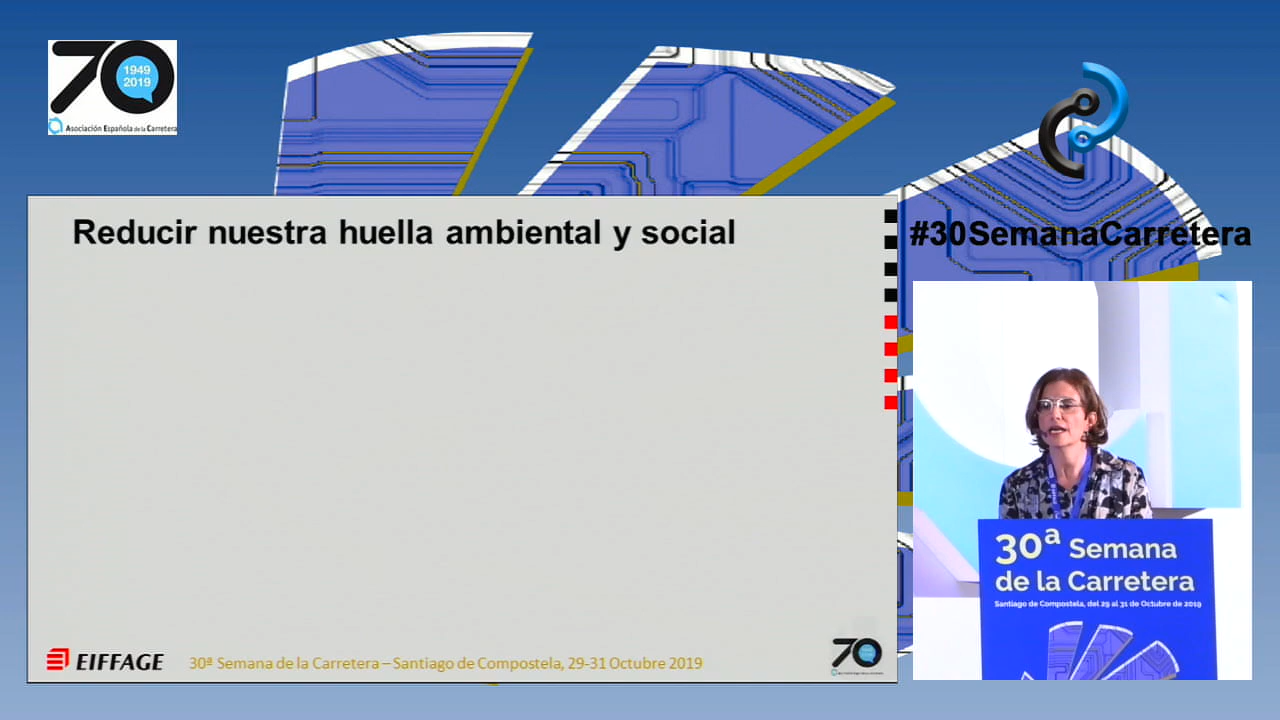 70
1949
2019
Asociación Española de la Carretera
Reducir nuestra huella ambiental y social
#30SemanaCarretera
30ª Semana
de la Carretera
Santiago de Compostela, del 29 al 31 de Octubre de 2019
EIFFAGE
30ª Semana de la Carretera – Santiago de Compostela, 29-31 Octubre 2019
70